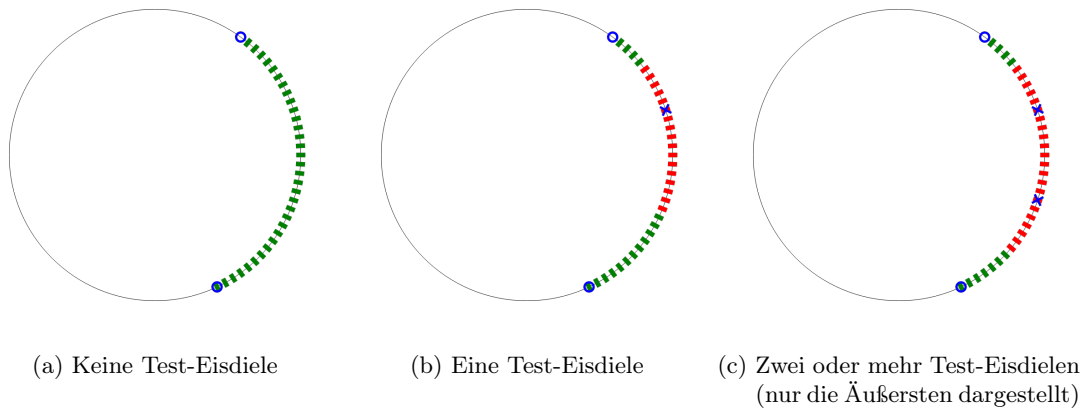 (a) Keine Test-Eisdiele
(b) Eine Test-Eisdiele
(c) Zwei oder mehr Test-Eisdielen
(nur die Äußersten dargestellt)